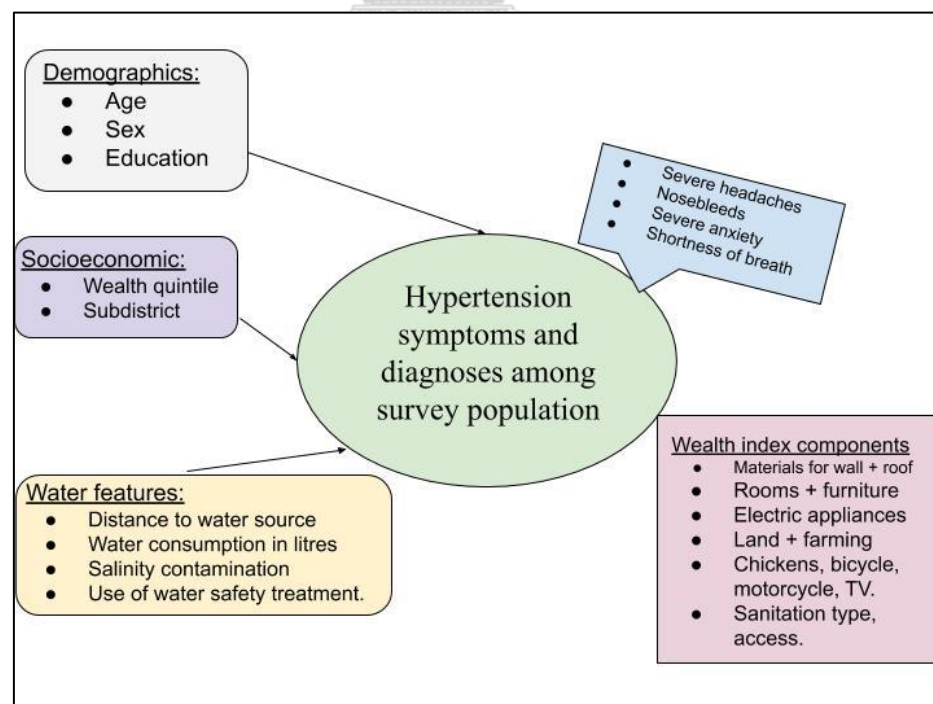 Demographics:
● Age
● Sex
● Education
Socioeconomic:
● Wealth quintile
● Subdistrict
Water features:
● Distance to water source
● Water consumption in litres
● Salinity contamination
● Use of water safety treatment.
Hypertension
symptoms and
diagnoses among
survey population
● Severe headaches
● Nosebleeds
● Severe anxiety
● Shortness of breath
Wealth index components
● Materials for wall + roof
● Rooms + furniture
● Electric appliances
● Land + farming
● Chickens, bicycle,
motorcycle, TV.
● Sanitation type,
access.